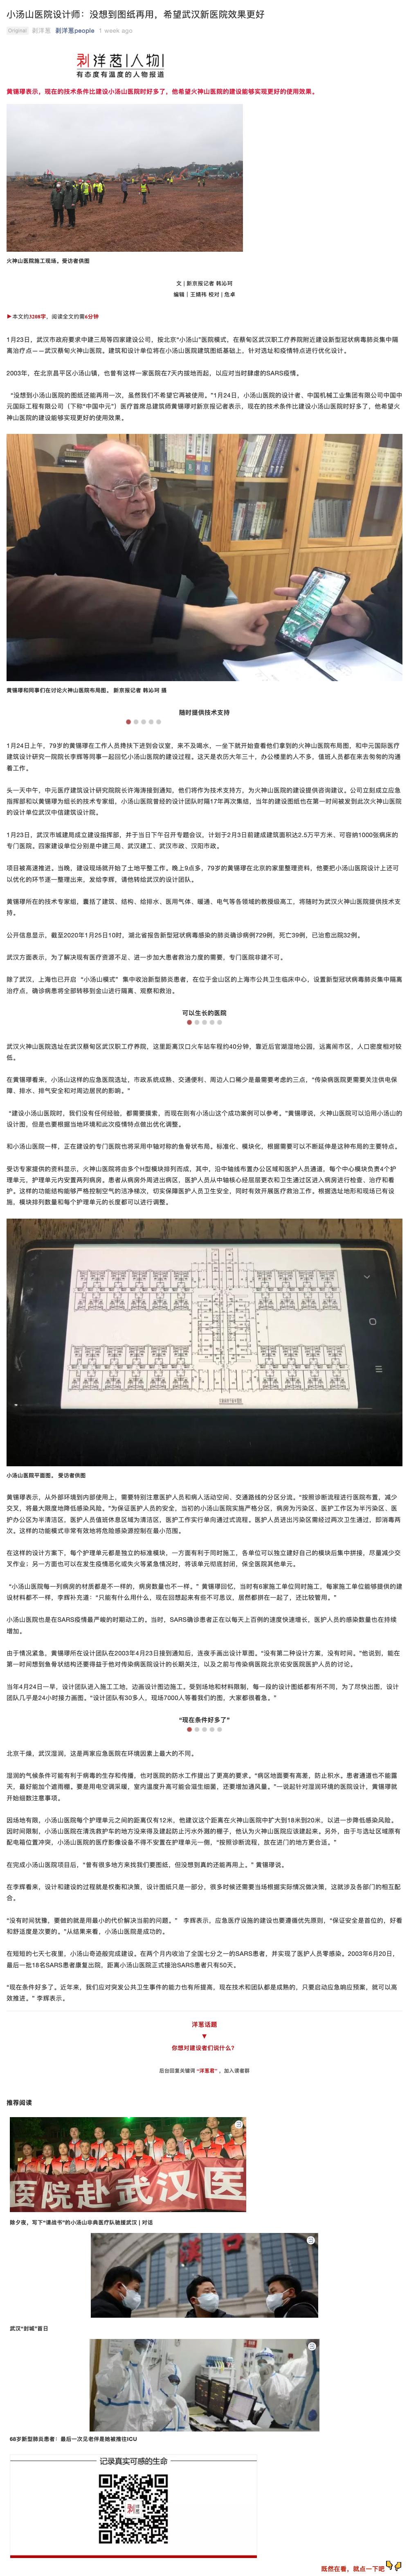 小汤山医院设计师：没想到图纸再用，希望武汉新医院效果更好
Original 剥洋葱 剥洋葱people 1 week ago
剥洋葱|人物|
有态度有温度的人物报道
黄锡璆表示，现在的技术条件比建设小汤山医院时好多了，他希望火神山医院的建设能够实现更好的使用效果。
火神山医院施工现场。受访者供图
文 | 新京报记者 韩沁珂
编辑 | 王婧祎 校对 | 危卓
▶本文约3208字，阅读全文约需6分钟
1月23日，武汉市政府要求中建三局等四家建设公司，按北京“小汤山”医院模式，在蔡甸区武汉职工疗养院附近建设新型冠状病毒肺炎集中隔
离治疗点——武汉蔡甸火神山医院。建筑和设计单位将在小汤山医院建筑图纸基础上，针对选址和疫情特点进行优化设计。
2003年，在北京昌平区小汤山镇，也曾有这样一家医院在7天内拔地而起，以应对当时肆虐的SARS疫情。
“没想到小汤山医院的图纸还能再用一次，虽然我们不希望它再被使用。”1月24日，小汤山医院的设计者、中国机械工业集团有限公司中国中
元国际工程有限公司（下称“中国中元”）医疗首席总建筑师黄锡璆对新京报记者表示，现在的技术条件比建设小汤山医院时好多了，他希望火
神山医院的建设能够实现更好的使用效果。
黄锡璆和同事们在讨论火神山医院布局图。 新京报记者 韩沁珂 摄
随时提供技术支持
1月24日上午，79岁的黄锡璆在工作人员搀扶下进到会议室，来不及喝水，一坐下就开始查看他们拿到的火神山医院布局图，和中元国际医疗
建筑设计研究一院院长李辉等同事一起回忆小汤山医院的建设过程。这天是农历大年三十，办公楼里的人不多，值班人员都在来去匆匆的沟通
着工作。
头一天中午，中元医疗建筑设计研究院院长许海涛接到通知，他们将作为技术支持方，为火神山医院的建设提供咨询建议。公司立刻成立应急
指挥部和以黄锡璆为组长的技术专家组，小汤山医院曾经的设计团队时隔17年再次集结，当年的建设图纸也在第一时间被发到此次火神山医院
的设计单位武汉中信建筑设计院。
1月23日，武汉市城建局成立建设指挥部，并于当日下午召开专题会议，计划于2月3日前建成建筑面积达2.5万平方米、可容纳1000张病床的
专门医院。四家建设单位分别是中建三局、武汉建工、武汉市政、汉阳市政。
项目被高速推进。当晚，建设现场就开始了土地平整工作。晚上9点多，79岁的黄锡璆在北京的家里整理资料，他要把小汤山医院设计上还可
以优化的环节逐一整理出来，发给李辉，请他转给武汉的设计团队。
黄锡璆所在的技术专家组，囊括了建筑、结构、给排水、医用气体、暖通、电气等各领域的教授级高工，将随时为武汉火神山医院提供技术支
持。
公开信息显示，截至2020年1月25日10时，湖北省报告新型冠状病毒感染的肺炎确诊病例729例，死亡39例，已治愈出院32例。
武汉方面表示，为了解决现有医疗资源不足、进一步加大患者救治力度的需要，专门医院非建不可。
除了武汉，上海也已开启“小汤山模式” 集中收治新型肺炎患者，在位于金山区的上海市公共卫生临床中心，设置新型冠状病毒肺炎集中隔离
治疗点，确诊病患将全部转移到金山进行隔离、观察和救治。
可以生长的医院
武汉火神山医院选址在武汉蔡甸区武汉职工疗养院，这里距离汉口火车站车程约40分钟，靠近后官湖湿地公园，远离闹市区，人口密度相对较
低。
在黄锡璆看来，小汤山这样的应急医院选址，市政系统成熟、交通便利、周边人口稀少是最需要考虑的三点，“传染病医院更需要关注供电保
障、排水、排气安全和对周边居民的影响。”
“建设小汤山医院时，我们没有任何经验，都需要摸索，而现在则有小汤山这个成功案例可以参考。”黄锡璆说，火神山医院可以沿用小汤山的
设计图，但是也要根据当地环境和此次疫情特点做出优化调整。
和小汤山医院一样，正在建设的专门医院也将采用中轴对称的鱼脊状布局。标准化、模块化，根据需要可以不断延伸是这种布局的主要特点。
受访专家提供的资料显示，火神山医院将由多个H型模块排列而成，其中，沿中轴线布置办公区域和医护人员通道，每个中心模块负责4个护
理单元，护理单元内安置两列病房。患者从病房外周进出病区，医护人员从中轴核心经层层更衣和卫生通过区进入病房进行检查、治疗和看
护。这样的功能结构能够严格控制空气的洁净梯次，切实保障医护人员卫生安全，同时有效开展医疗救治工作。根据选址地形和现场已有设
施，模块排列数量和每个护理单元的长度都可以进行调整。
小汤山医院平面图。 受访者供图
黄锡璆表示，从外部环境到内部使用上，需要特别注意医护人员和病人活动空间、交通路线的分区分流。“按照诊断流程进行医院布置，减少
交叉，将最大限度地降低感染风险。”为保证医护人员的安全，当初的小汤山医院实施严格分区，病房为污染区、医护工作区为半污染区、医
护办公区为半清洁区，医护人员值班休息区域为清洁区，医护工作实行单向通过式流程。医护人员进出污染区需经过两次卫生通过，即消毒两
次。这样的功能模式非常有效地将危险感染源控制在最小范围。
在这样的设计方案下，每个护理单元都是独立的标准模块，一方面有利于同时施工，各单位可以独立建好自己的模块后集中拼接，尽量减少交
叉作业；另一方面也可以在发生疫情恶化或失火等紧急情况时，将该单元彻底封闭，保全医院其他单元。
“小汤山医院每一列病房的材质都是不一样的，病房数量也不一样。” 黄锡璆回忆，当时有6家施工单位同时施工，每家施工单位能够提供的建
设材料都不一样，李辉补充道：“只能有什么用什么，现在回想起来有些不可思议，居然都拼在一起了，还比较管用。”
小汤山医院也是在SARS疫情最严峻的时期动工的。当时，SARS确诊患者正在以每天上百例的速度快速增长，医护人员的感染数量也在持续
增加。
由于情况紧急，黄锡璆所在设计团队在2003年4月23日接到通知后，连夜手画出设计草图。“没有第二种设计方案，没有时间。”他说到，能在
第一时间想到鱼脊状结构还要得益于他对传染病医院设计的长期关注，以及之前与传染病医院北京佑安医院医护人员的讨论。
当年4月24日一早，设计团队进入施工工地，边画设计图边施工。受到场地和材料限制，每一段的设计图纸都有所不同，为了尽快出图，设计
团队几乎是24小时接力画图。“设计团队有30多人，现场7000人等着我们的图，大家都很着急。”
“现在条件好多了”
北京干燥，武汉湿润，这是两家应急医院在环境因素上最大的不同。
湿润的气候条件可能有利于病毒的生存和传播，也对医院的防水工作提出了更高的要求。“病区地面要有高差，防止积水。患者通道也不能露
天，最好能加个遮雨棚。要是用电空调采暖，室内温度升高可能会滋生细菌，还要增加通风量。”一说起针对湿润环境的医院设计，黄锡璆就
开始细数注意事项。
因场地有限，小汤山医院每个护理单元之间的距离仅有12米，他建议这个距离在火神山医院中扩大到18米到20米，以进一步降低感染风险。
因时间限制，小汤山医院在清洗救护车的地方没来得及建起防止污水外溅的棚子，他认为火神山医院应该建起来。另外，由于与选址区域原有
配电箱位置冲突，小汤山医院的医疗影像设备不得不安置在护理单元一侧，“按照诊断流程，放在进门的地方更合适。”
在完成小汤山医院项目后，“曾有很多地方来找我们要图纸，但没想到真的还能再用上。” 黄锡璆说。
在李辉看来，设计和建设的过程就是权衡和决策，设计图纸只是一部分，很多时候还需要当场根据实际情况做决策，这就涉及各部门的相互配
合。
“没有时间犹豫，要做的就是用最小的代价解决当前的问题。” 李辉表示，应急医疗设施的建设也要遵循优先原则，“保证安全是首位的，好看
和舒适度是次要的。”从结果来看，小汤山医院是成功的。
在短短的七天七夜里，小汤山奇迹般完成建设。在两个月内收治了全国七分之一的SARS患者，并实现了医护人员零感染。2003年6月20日，
最后一批18名SARS患者康复出院，距离小汤山医院正式接治SARS患者只有50天。
“现在条件好多了。近年来，我们应对突发公共卫生事件的能力也有所提高，现在技术和团队都是成熟的，只要启动应急响应预案，就可以高
效推进。” 李辉表示。
洋葱话题
▼
你想对建设者们说什么？
后台回复关键词 “洋葱君” ，加入读者群
推荐阅读
医院赴武汉医
除夕夜，写下“请战书”的小汤山非典医疗队驰援武汉 | 对话
汉口
武汉“封城”首日
68岁新型肺炎患者：最后一次见老伴是她被推往ICU
记录真实可感的生命
剥洋葱
既然在看，就点一下吧